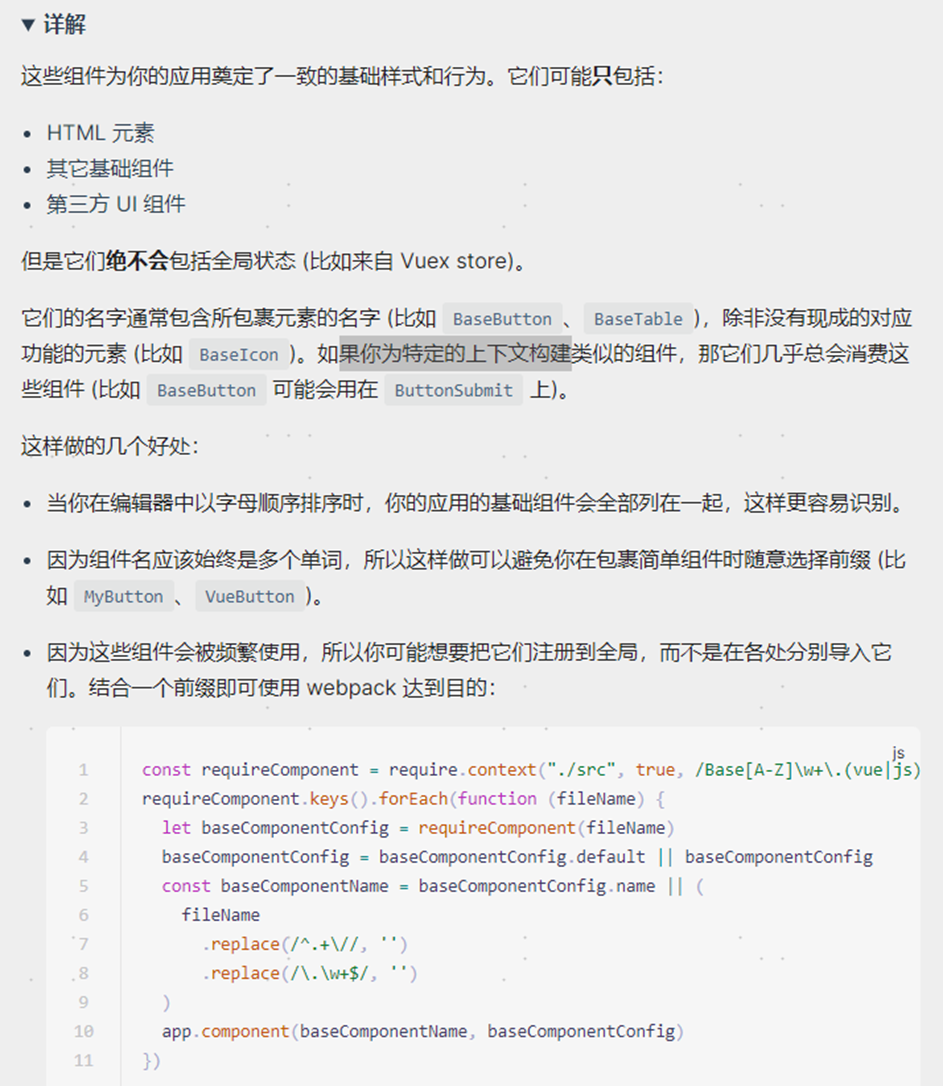 ▼ 详解
这些组件为你的应用奠定了一致的基础样式和行为。它们可能只包括：
• HTML 元素
• 其它基础组件
• 第三方 UI 组件
但是它们绝不会包括全局状态 (比如来自 Vuex store)。
它们的名字通常包含所包裹元素的名字 (比如 BaseButton、BaseTable)，除非没有现成的对应
功能的元素 (比如 BaseIcon)。如果你为特定的上下文构建类似的组件，那它们几乎总会消费这
些组件 (比如 BaseButton 可能会用在 ButtonSubmit 上)。
这样做的几个好处：
• 当你在编辑器中以字母顺序排序时，你的应用的基础组件会全部列在一起，这样更容易识别。
• 因为组件名应该始终是多个单词，所以这样做可以避免你在包裹简单组件时随意选择前缀 (比
如 MyButton、VueButton)。
• 因为这些组件会被频繁使用，所以你可能想要把它们注册到全局，而不是在各处分别导入它
们。结合一个前缀即可使用 webpack 达到目的：
js
1 const requireComponent = require.context("./src", true, /Base[A-Z]\w+\.(vue|js)
2 requireComponent.keys().forEach(function (fileName) {
3 let baseComponentConfig = requireComponent(fileName)
4 baseComponentConfig = baseComponentConfig.default || baseComponentConfig
5 const baseComponentName = baseComponentConfig.name || (
6 fileName
7 .replace(/^.+\//, '')
8 .replace(/\.\w+$/, '')
9 )
10 app.component(baseComponentName, baseComponentConfig)
11 })